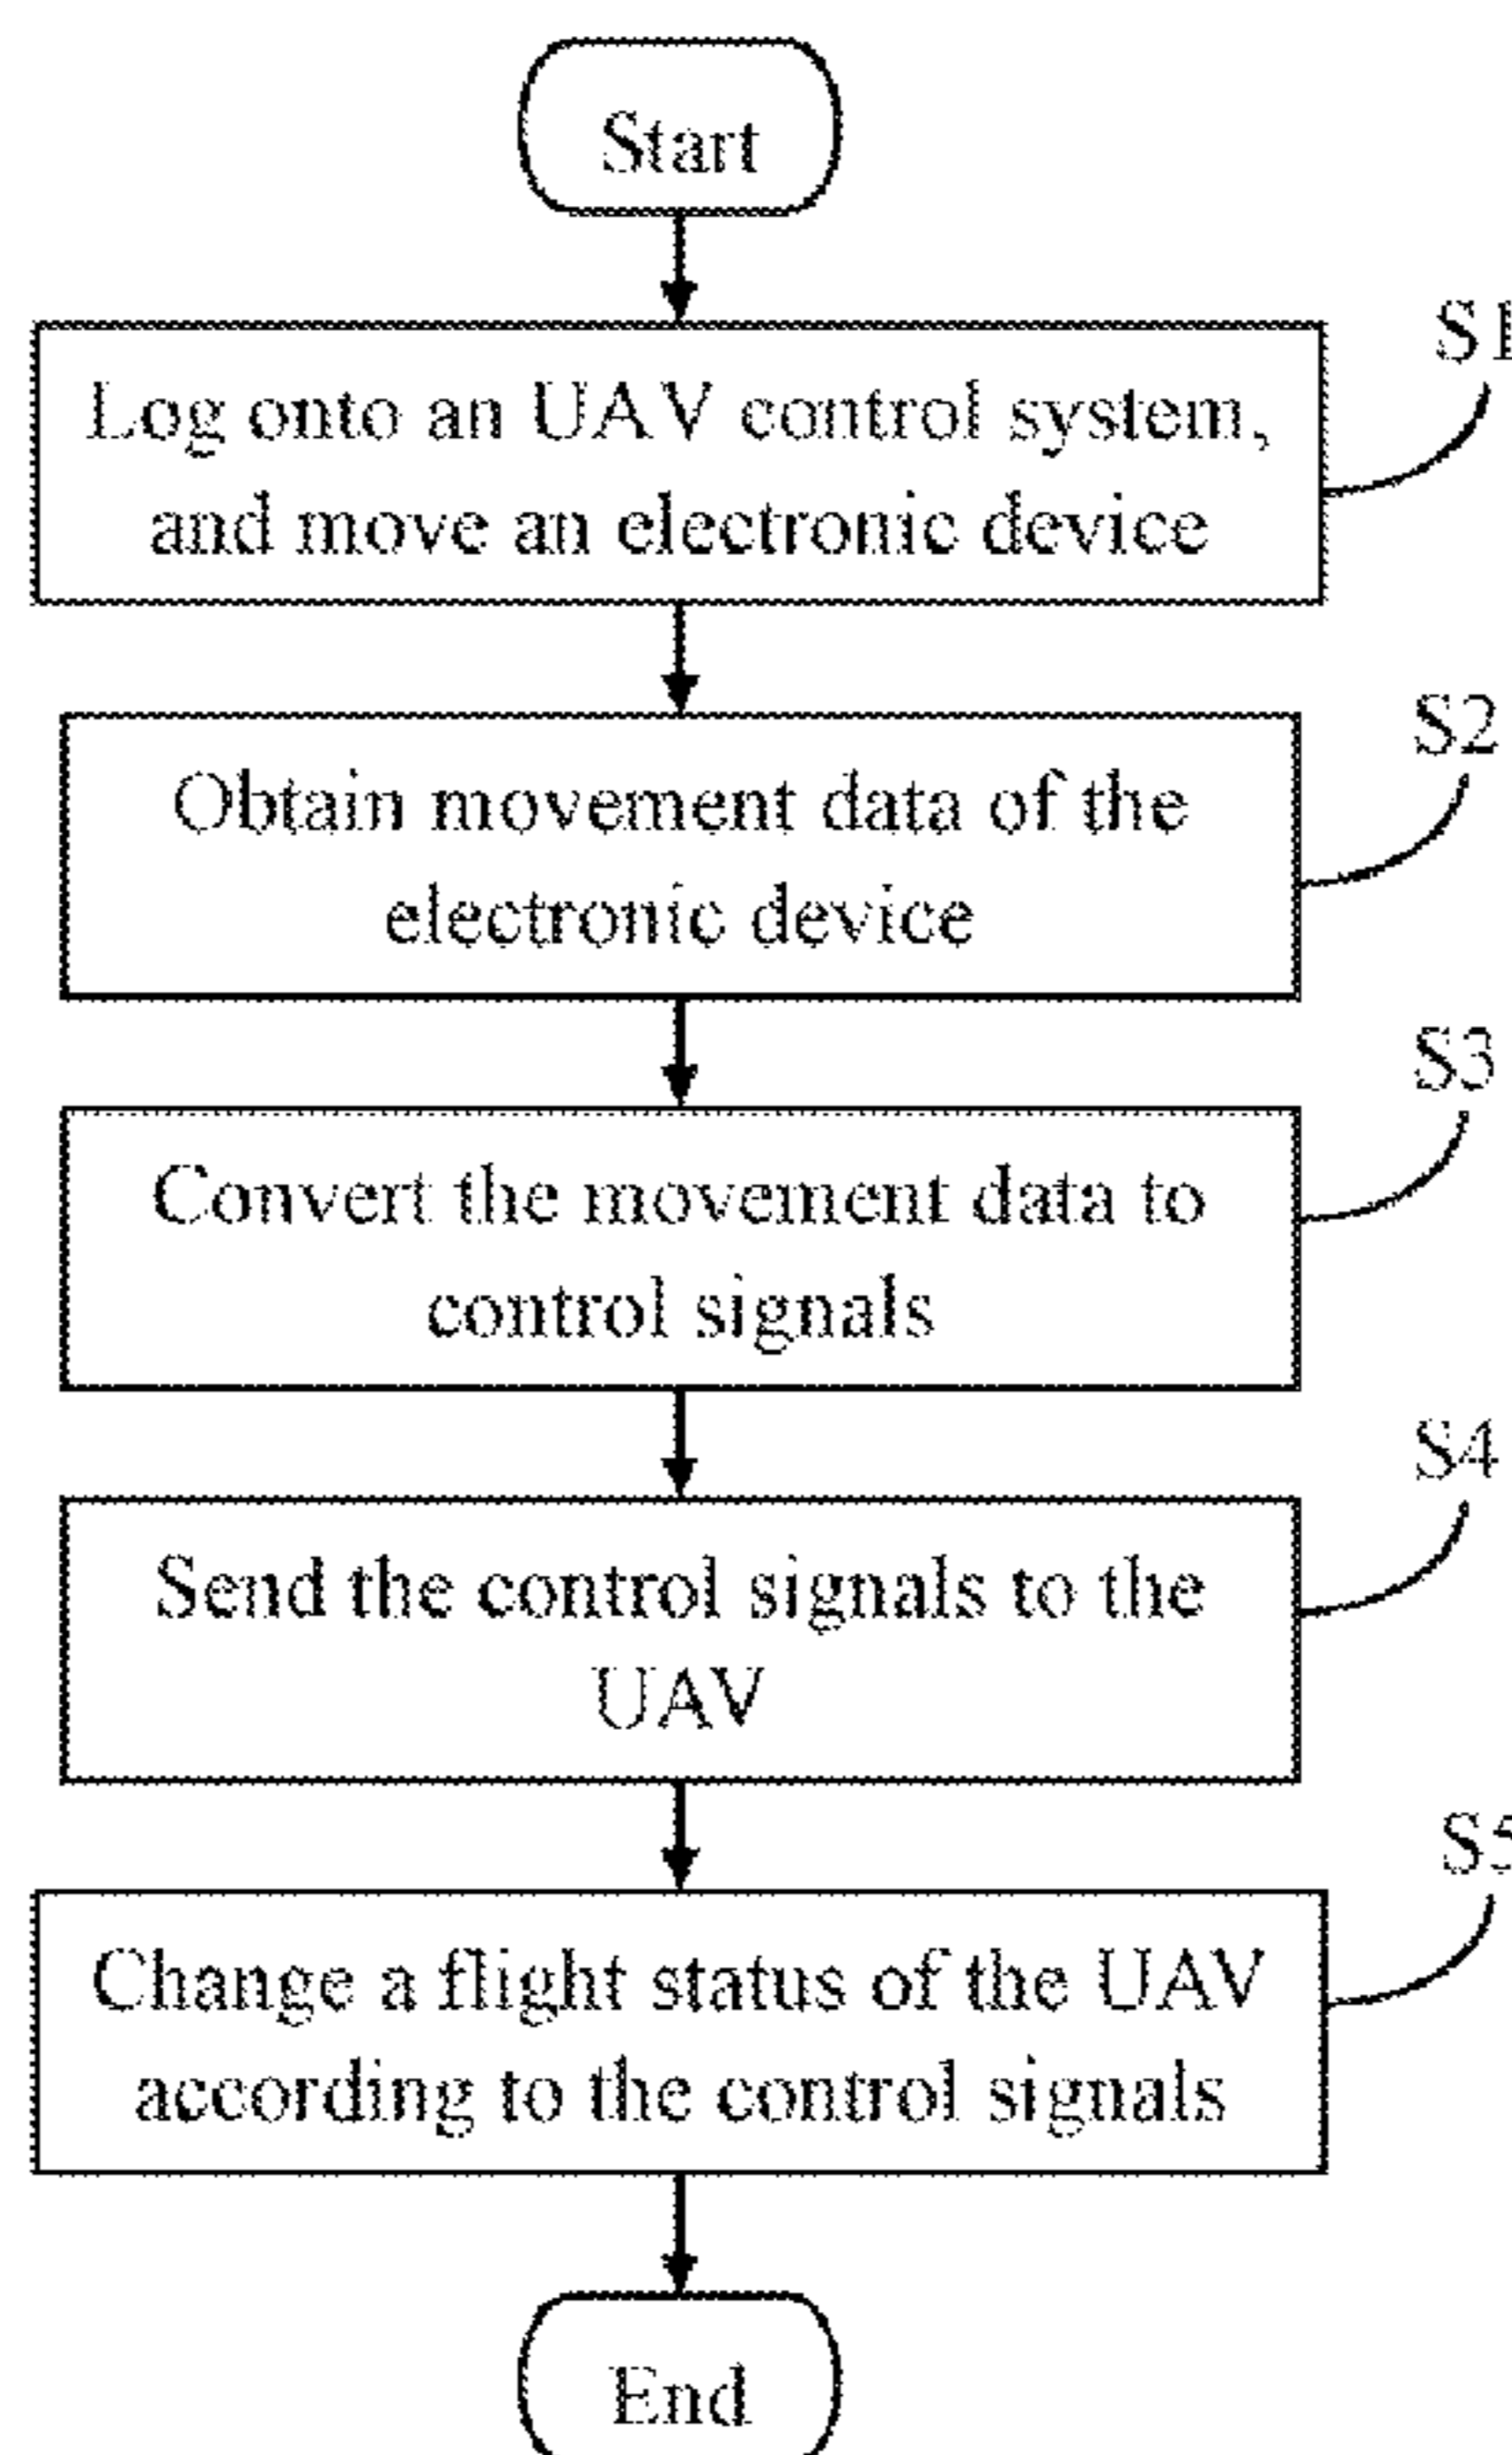 Start
S1
Log onto an UAV control system,
and move an electronic device
S2
Obtain movement data of the
electronic device
S3
Convert the movement data to
control signals
S4
Send the control signals to the
UAV
S5
Change a flight status of the UAV
according to the control signals
End